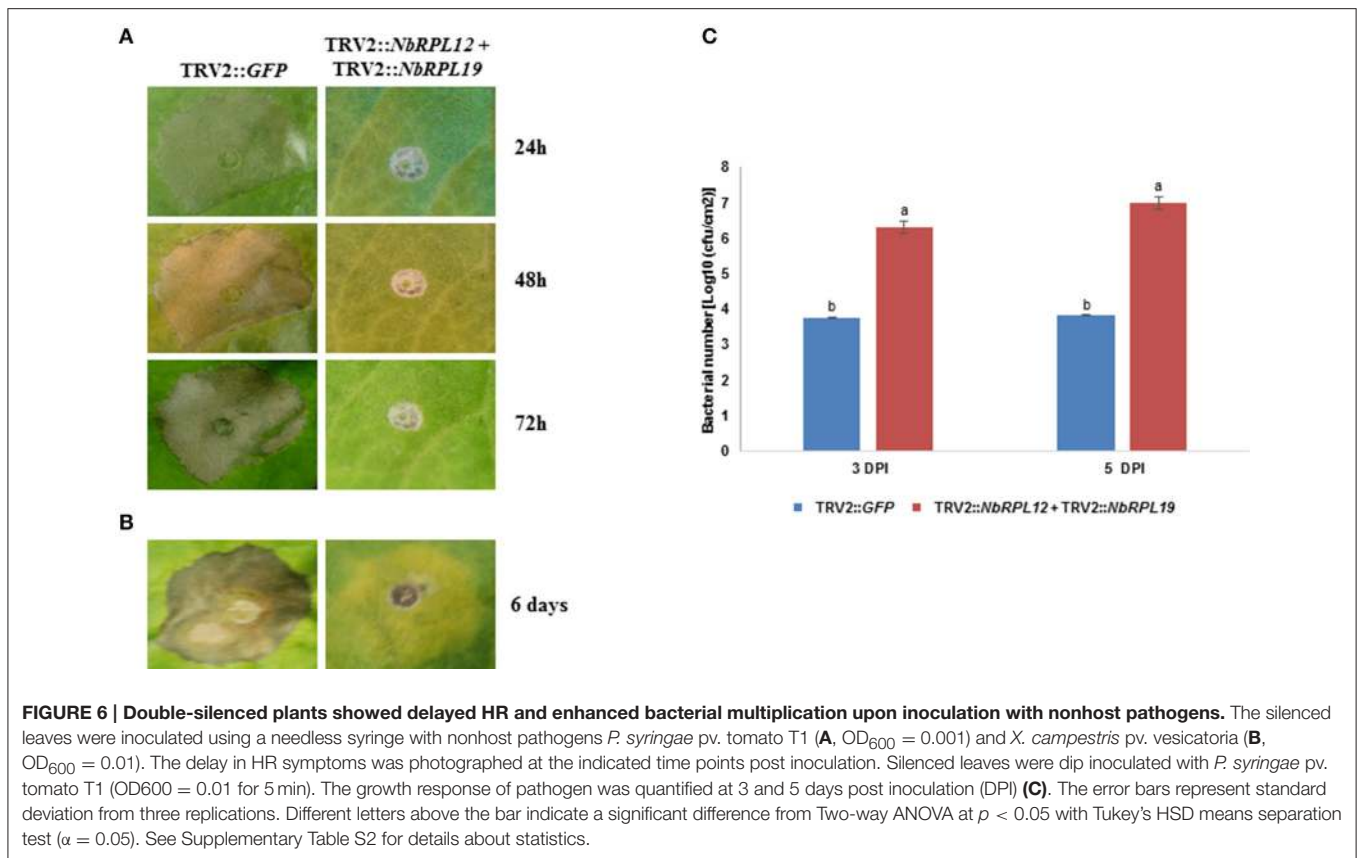 A
TRV2::GFP
TRV2::NbRPL12 +
TRV2::NbRPL19
24h
48h
72h
B
6 days
C
Bacterial number [Log10 (cfu/cm2)]
8
7
6
5
4
3
2
1
0
b
a
b
a
3 DPI
5 DPI
TRV2::GFP
TRV2::NbRPL12 + TRV2::NbRPL19
FIGURE 6 | Double-silenced plants showed delayed HR and enhanced bacterial multiplication upon inoculation with nonhost pathogens. The silenced
leaves were inoculated using a needless syringe with nonhost pathogens P. syringae pv. tomato T1 (A, OD600 = 0.001) and X. campestris pv. vesicatoria (B,
OD600 = 0.01). The delay in HR symptoms was photographed at the indicated time points post inoculation. Silenced leaves were dip inoculated with P. syringae pv.
tomato T1 (OD600 = 0.01 for 5 min). The growth response of pathogen was quantified at 3 and 5 days post inoculation (DPI) (C). The error bars represent standard
deviation from three replications. Different letters above the bar indicate a significant difference from Two-way ANOVA at p < 0.05 with Tukey's HSD means separation
test (α = 0.05). See Supplementary Table S2 for details about statistics.